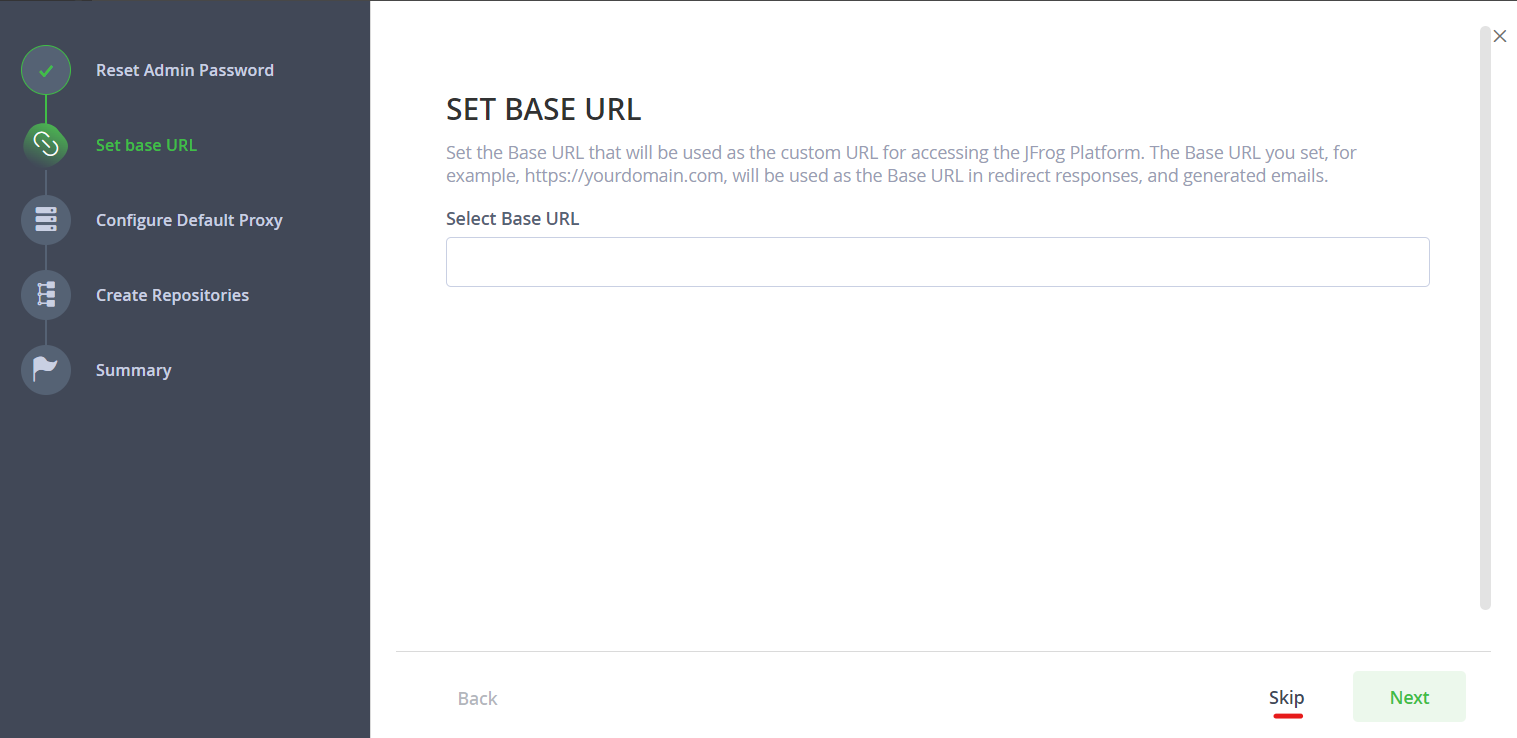 Reset Admin Password
Set base URL
Configure Default Proxy
Create Repositories
Summary
SET BASE URL
Set the Base URL that will be used as the custom URL for accessing the JFrog Platform. The Base URL you set, for
example, https://yourdomain.com, will be used as the Base URL in redirect responses, and generated emails.
Select Base URL
Back
Skip
Next